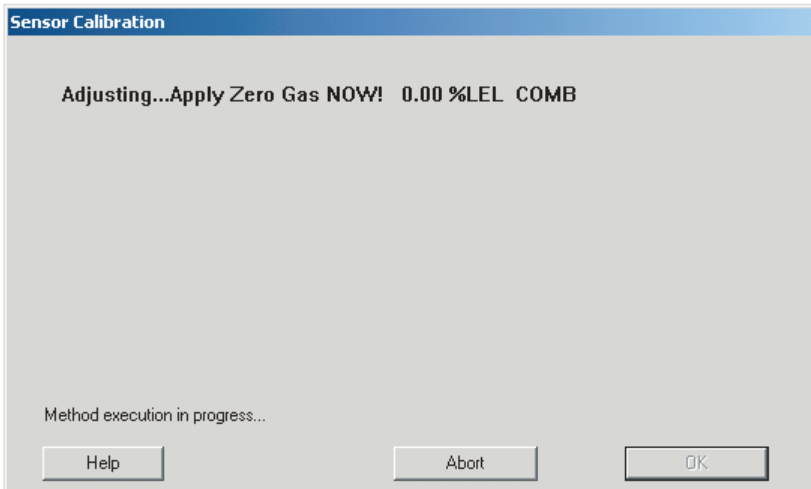 Sensor Calibration
Adjusting...Apply Zero Gas NOW! 0.00 %LEL COMB
Method execution in progress...
Help Abort OK